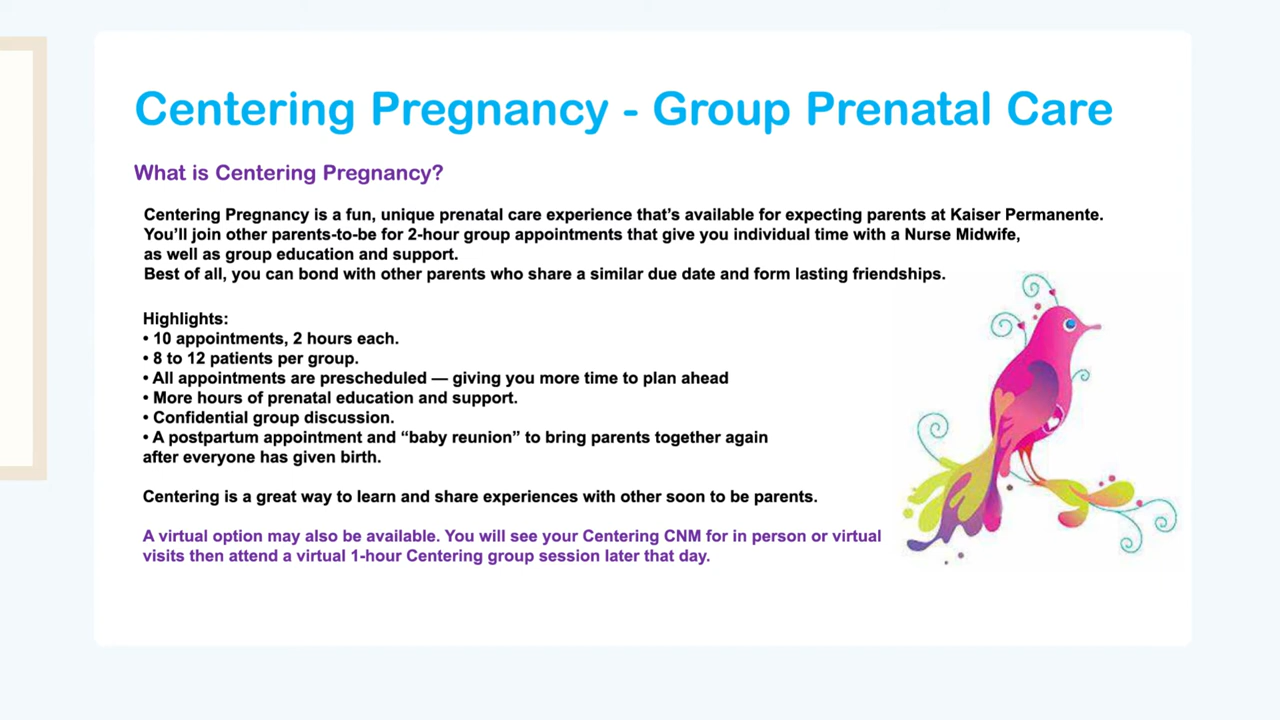 Centering Pregnancy - Group Prenatal Care
What is Centering Pregnancy?
Centering Pregnancy is a fun, unique prenatal care experience that’s available for expecting parents at Kaiser Permanente.
You’ll join other parents-to-be for 2-hour group appointments that give you individual time with a Nurse Midwife,
as well as group education and support.
Best of all, you can bond with other parents who share a similar due date and form lasting friendships.
Highlights:
• 10 appointments, 2 hours each.
• 8 to 12 patients per group.
• All appointments are prescheduled — giving you more time to plan ahead
• More hours of prenatal education and support.
• Confidential group discussion.
• A postpartum appointment and “baby reunion” to bring parents together again
after everyone has given birth.
Centering is a great way to learn and share experiences with other soon to be parents.
A virtual option may also be available. You will see your Centering CNM for in person or virtual
visits then attend a virtual 1-hour Centering group session later that day.